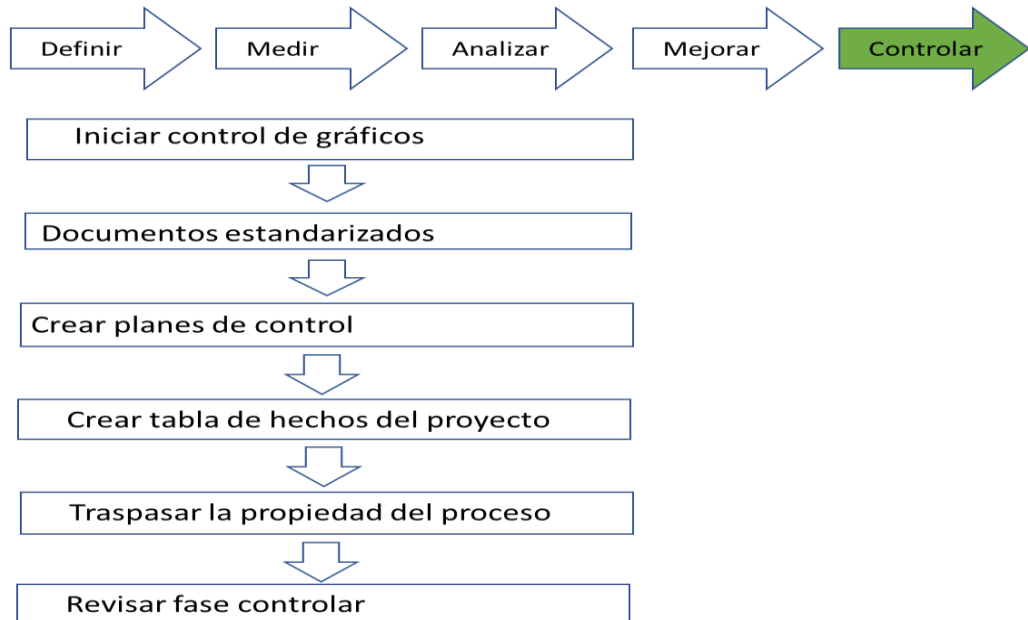 Definir
Medir
Analizar
Mejorar
Controlar
Iniciar control de gráficos
Documentos estandarizados
Crear planes de control
Crear tabla de hechos del proyecto
Traspasar la propiedad del proceso
Revisar fase controlar